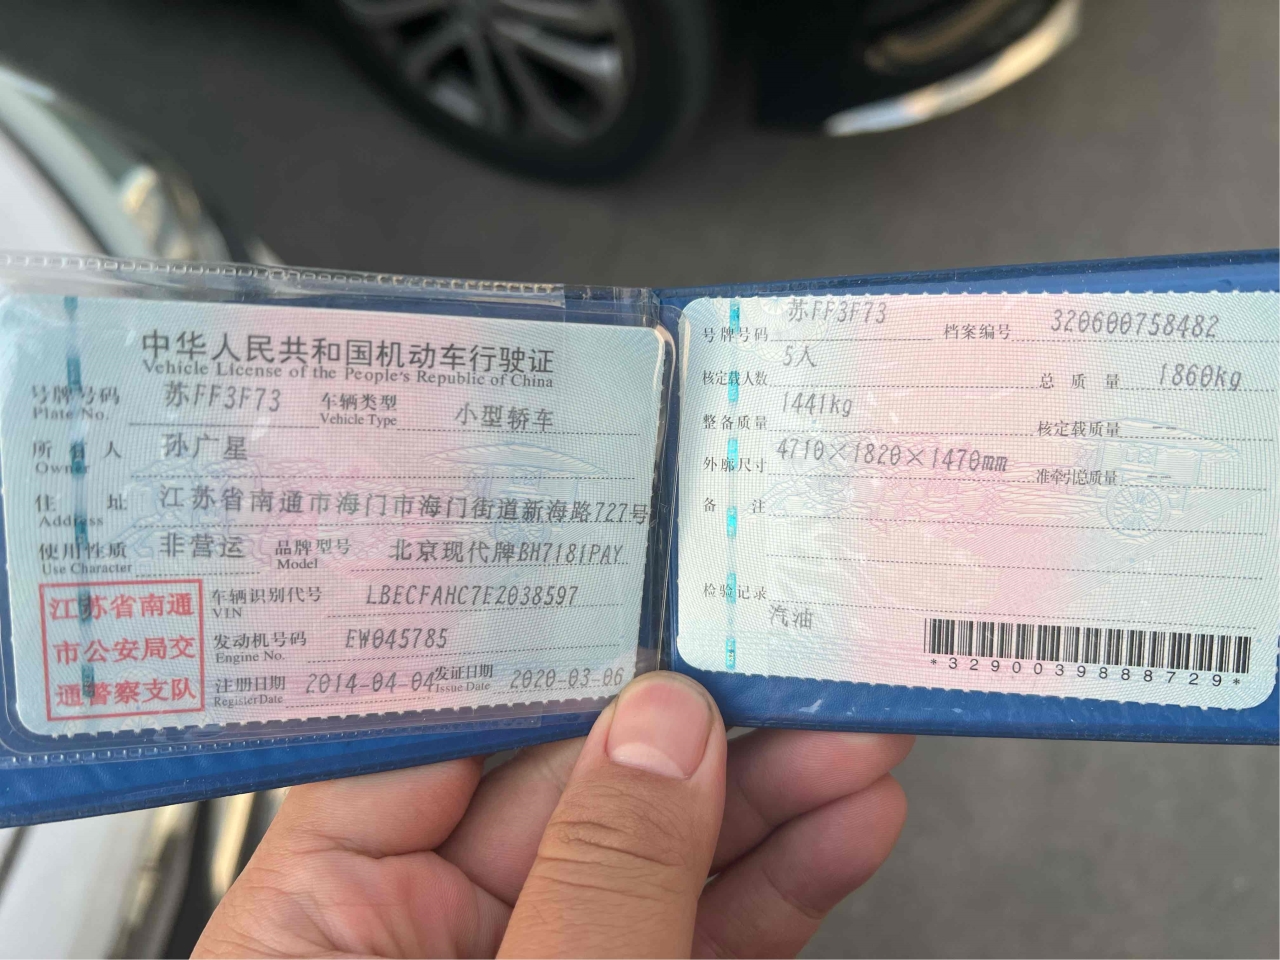 中华人民共和国机动车行驶证
Vehicle License of the People's Republic of China
号牌号码 苏FF3F73 车辆类型 小型轿车
Plate No. Vehicle Type
所有人 孙广星
Owner
住址 江苏省南通市海门市海门街道新海路727号
Address
使用性质 非营运 品牌型号 北京现代牌BH7181PAY
Use Character Model
江苏省南通
市公安局交
通警察支队
车辆识别代号 LBECFAHC7EZ038597
VIN
发动机号码 EW045785
Engine No.
注册日期 2014-04-04 发证日期 2020-03-06
Register Date Issue Date
号牌号码 苏FF3F73 档案编号 320600758482
核定载人数 5人 总质量 1860kg
整备质量 1441kg 核定载质量 --
外廓尺寸 4710×1820×1470mm 准牵引总质量 --
备注
检验记录
汽油
*3290039888729*